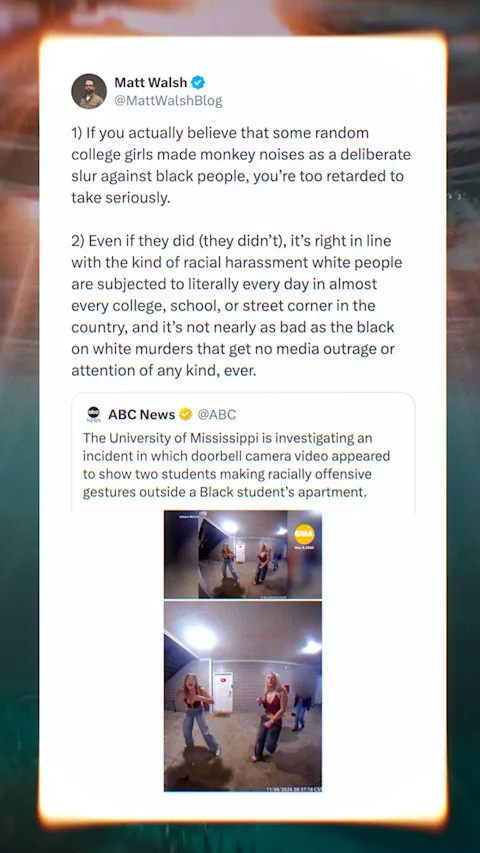 Matt Walsh
@MattWalshBlog
1) If you actually believe that some random
college girls made monkey noises as a deliberate
slur against black people, you’re too retarded to
take seriously.
2) Even if they did (they didn’t), it’s right in line
with the kind of racial harassment white people
are subjected to literally every day in almost
every college, school, or street corner in the
country, and it’s not nearly as bad as the black
on white murders that get no media outrage or
attention of any kind, ever.
abc
NEWS
ABC News @ABC
The University of Mississippi is investigating an
incident in which doorbell camera video appeared
to show two students making racially offensive
gestures outside a Black student’s apartment.
GMA